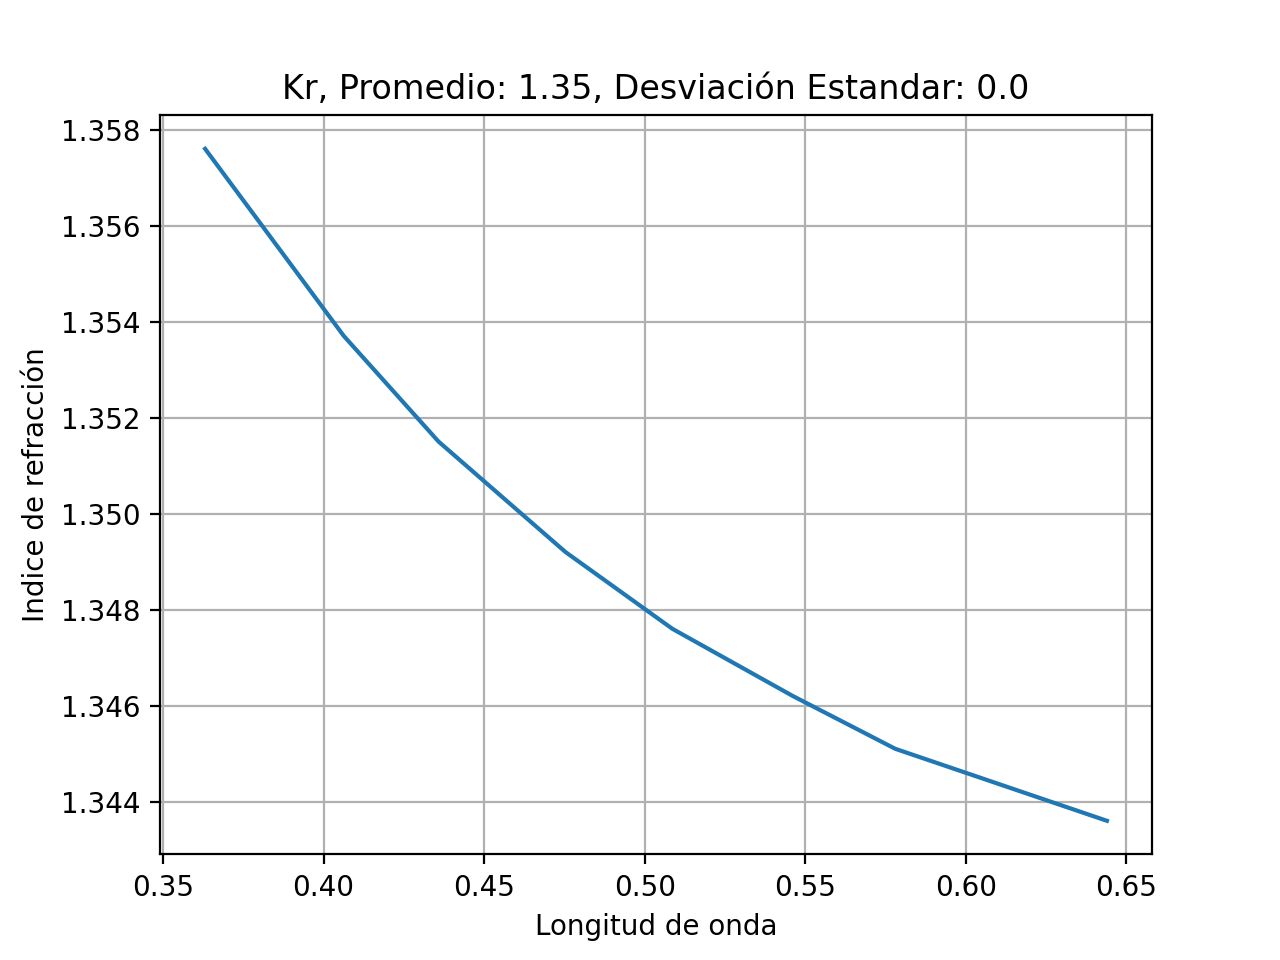 Kr, Promedio: 1.35, Desviación Estandar: 0.0
1.358
1.356
1.354
1.352
1.350
1.348
1.346
1.344
Indice de refracción
0.35 0.40 0.45 0.50 0.55 0.60 0.65
Longitud de onda